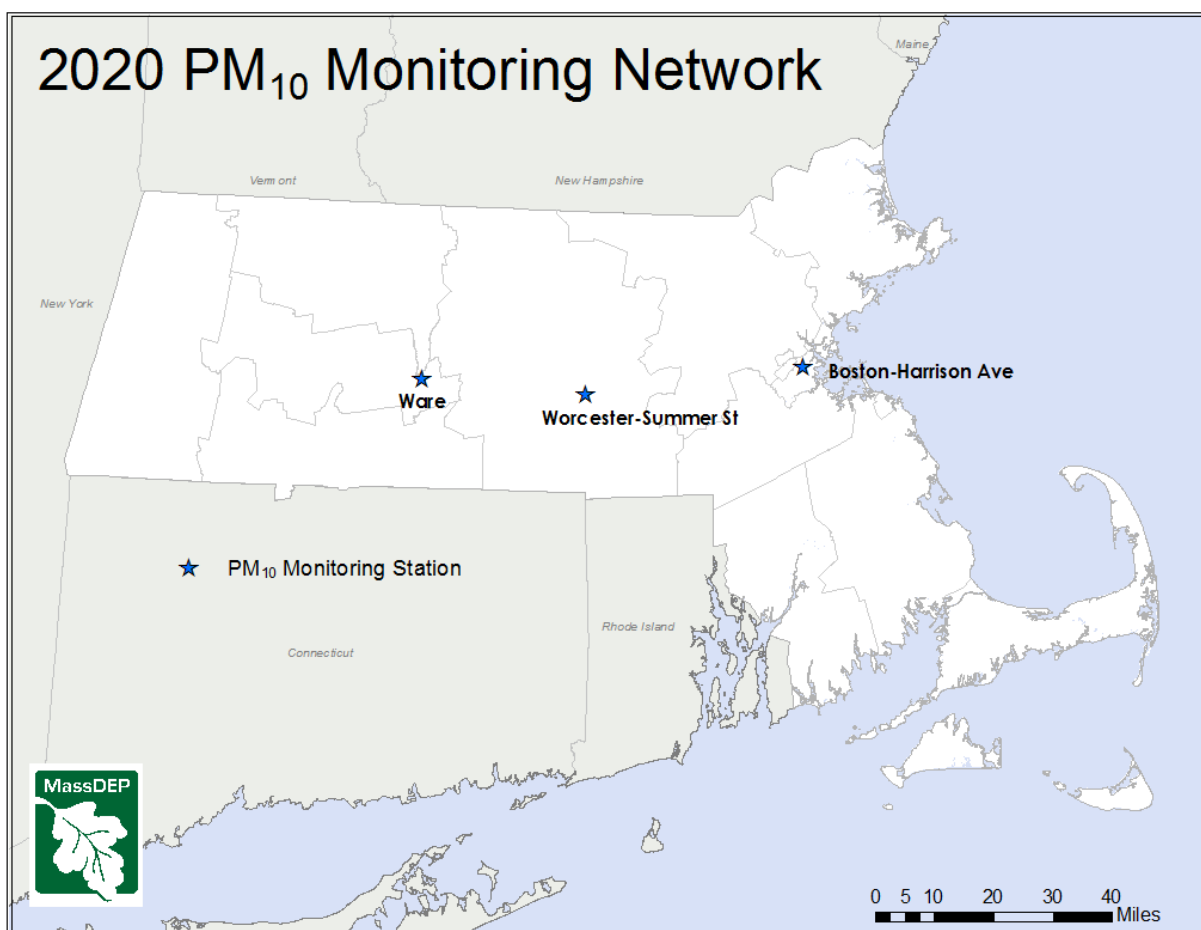 2020 PM₁₀ Monitoring Network
Maine
Vermont
New Hampshire
New York
Boston-Harrison Ave
Ware
Worcester-Summer St
PM₁₀ Monitoring Station
Rhode Island
Connecticut
MassDEP
0 5 10 20 30 40
Miles